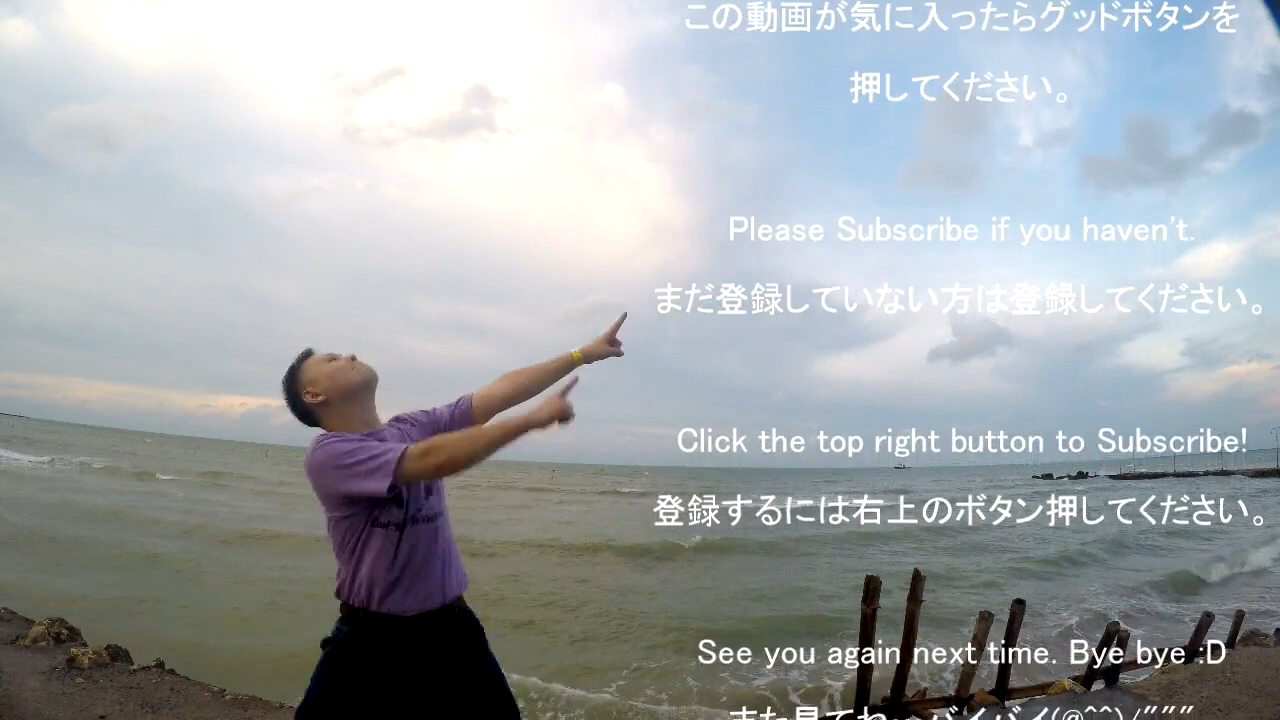 この動画が気に入ったらグッドボタンを
押してください。
Please Subscribe if you haven't.
まだ登録していない方は登録してください。
Click the top right button to Subscribe!
登録するには右上のボタン押してください。
See you again next time. Bye bye :D